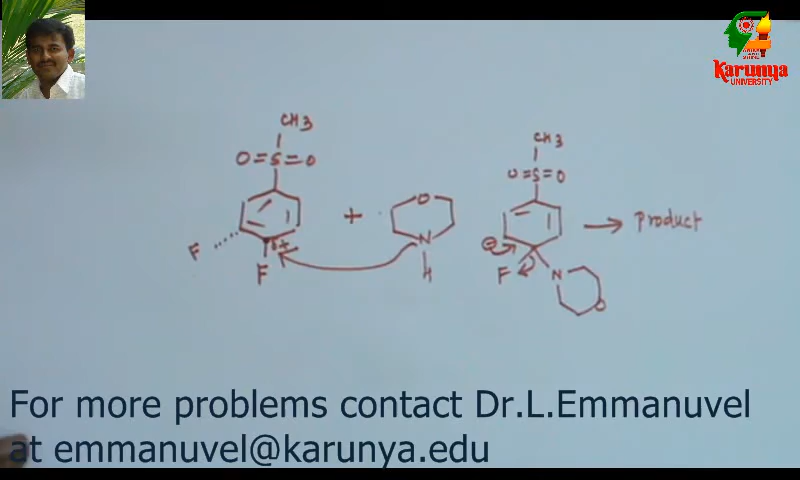 Karunya
UNIVERSITY
CH3
O=S=O
F
δ+
F
+
O
N
H
CH3
O=S=O
⊖
F
N
O
→ Product
For more problems contact Dr.L.Emmanuvel
at emmanuvel@karunya.edu